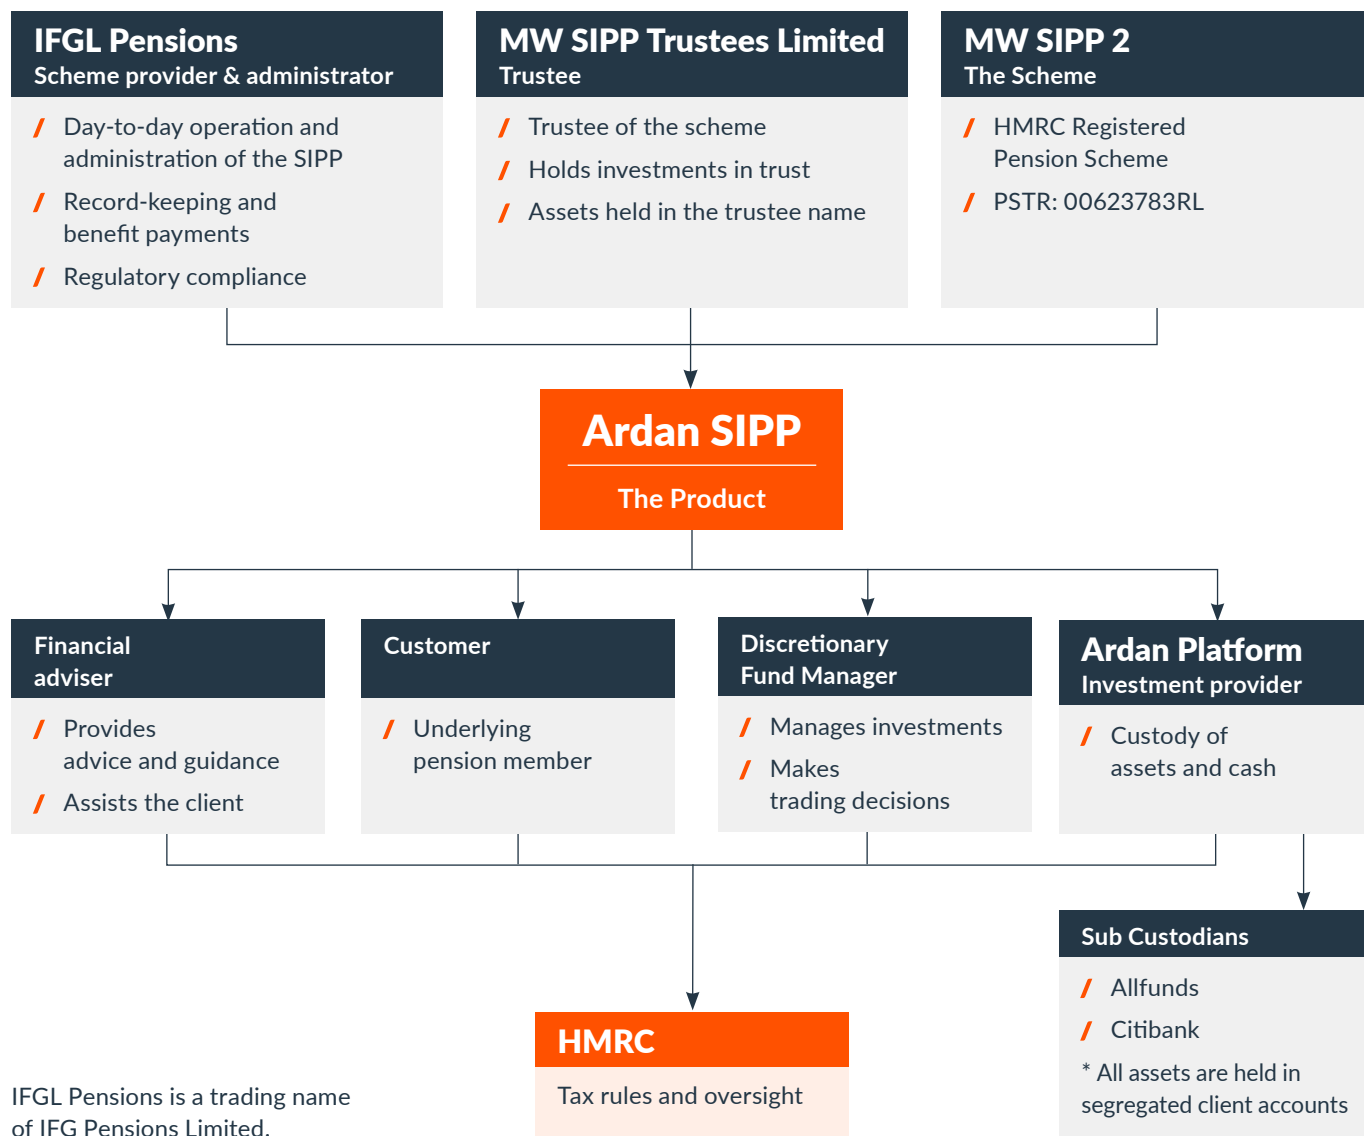 IFGL Pensions
Scheme provider & administrator
/ Day-to-day operation and
administration of the SIPP
/ Record-keeping and
benefit payments
/ Regulatory compliance
MW SIPP Trustees Limited
Trustee
/ Trustee of the scheme
/ Holds investments in trust
/ Assets held in the trustee name
MW SIPP 2
The Scheme
/ HMRC Registered
Pension Scheme
/ PSTR: 00623783RL
Ardan SIPP
The Product
Financial
adviser
/ Provides
advice and guidance
/ Assists the client
Customer
/ Underlying
pension member
Discretionary
Fund Manager
/ Manages investments
/ Makes
trading decisions
Ardan Platform
Investment provider
/ Custody of
assets and cash
Sub Custodians
/ Allfunds
/ Citibank
* All assets are held in
segregated client accounts
HMRC
Tax rules and oversight
IFGL Pensions is a trading name
of IFG Pensions Limited.